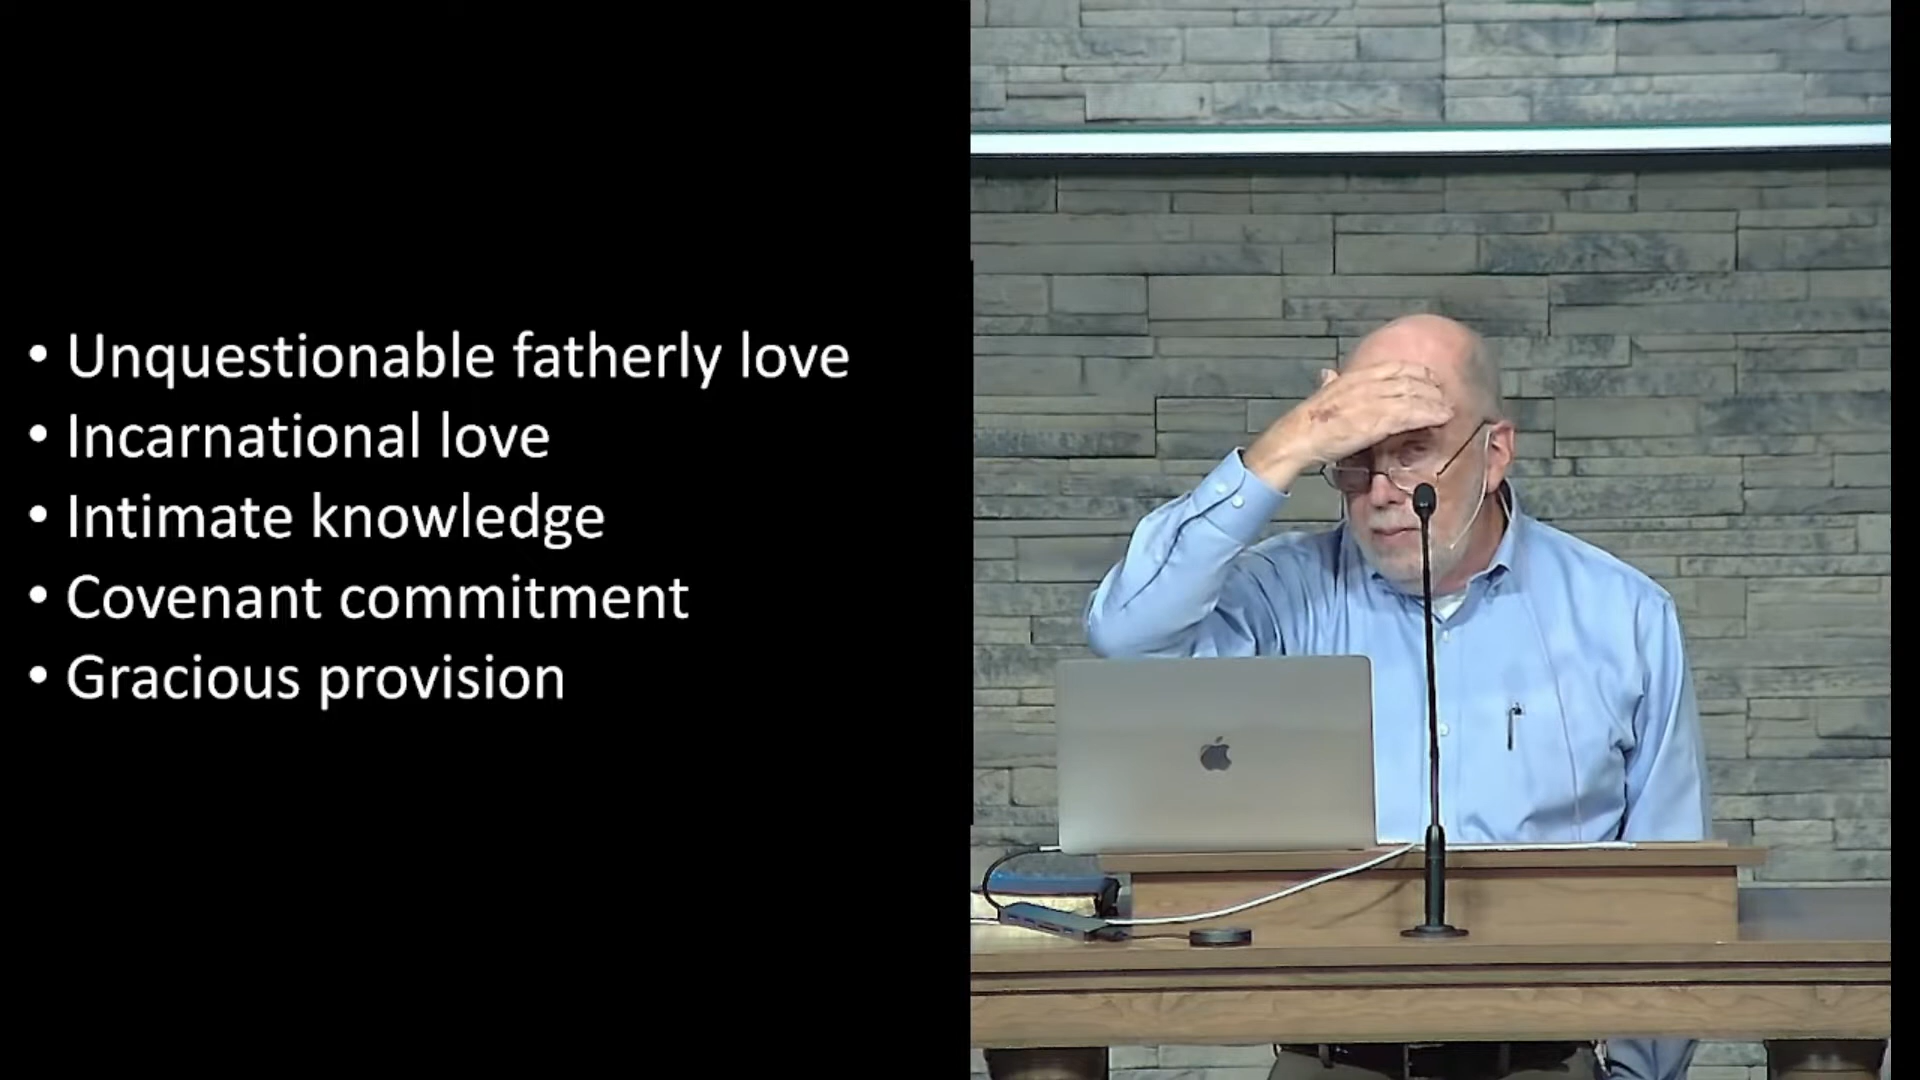 • Unquestionable fatherly love
• Incarnational love
• Intimate knowledge
• Covenant commitment
• Gracious provision